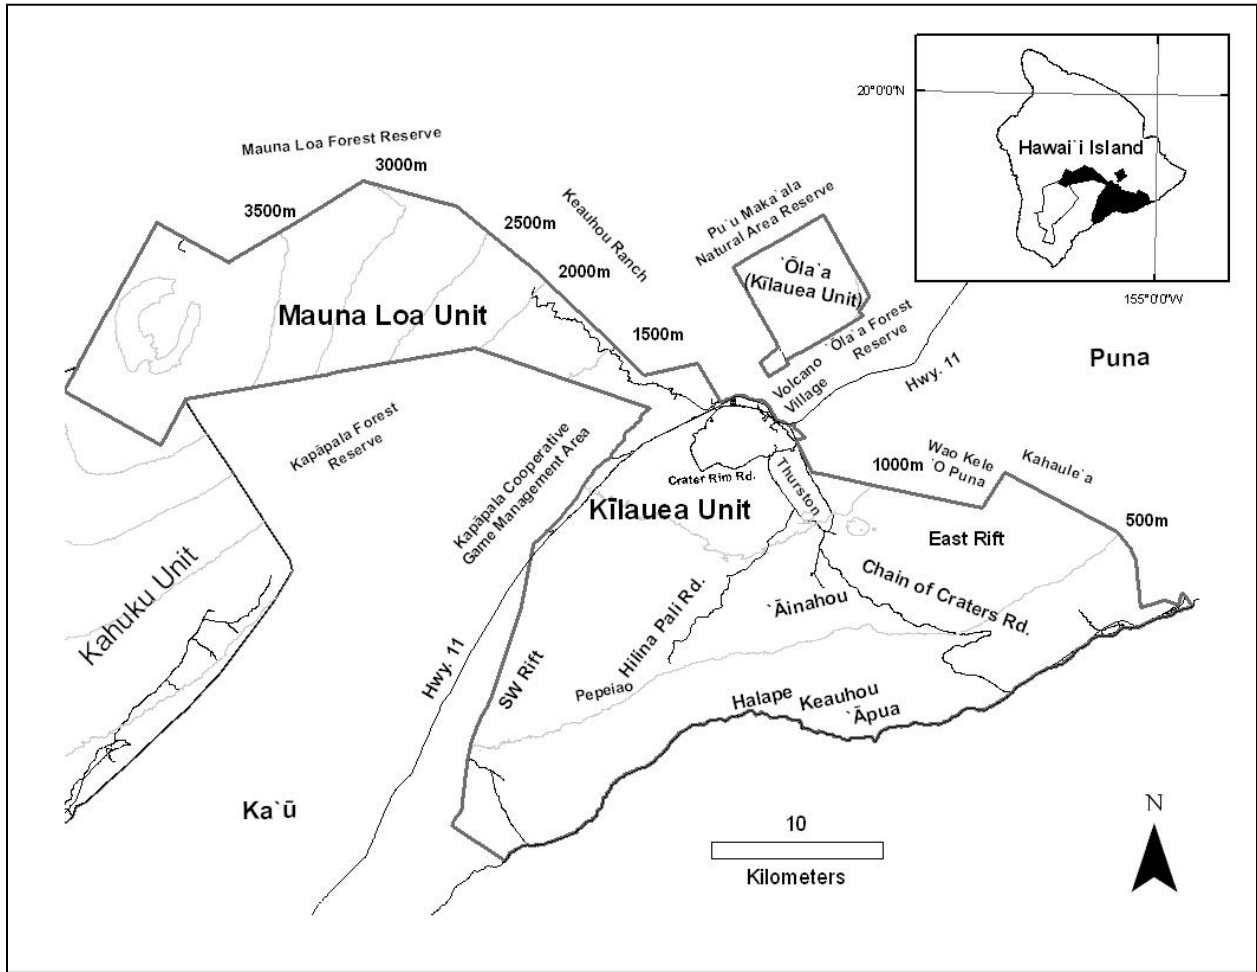 20°0'0"N
Hawai`i Island
155°0'0"W
Mauna Loa Forest Reserve
3000m
3500m
2500m
2000m
1500m
Keauhou Ranch
Pu`u Maka`ala
Natural Area Reserve
`Ōla`a
(Kīlauea Unit)
Mauna Loa Unit
Volcano
Village
`Ōla`a Forest
Reserve
Hwy. 11
Puna
Kapāpala Forest
Reserve
Kapāpala Cooperative
Game Management Area
Crater Rim Rd.
Thurston
Kīlauea Unit
1000m
Wao Kele
`O Puna
Kahaule`a
500m
East Rift
Kahuku Unit
Hilina Pali Rd.
`Āinahou
Chain of Craters Rd.
Hwy. 11
SW Rift
Pepeiao
Halape
Keauhou
`Āpua
Ka`ū
10
Kilometers
N